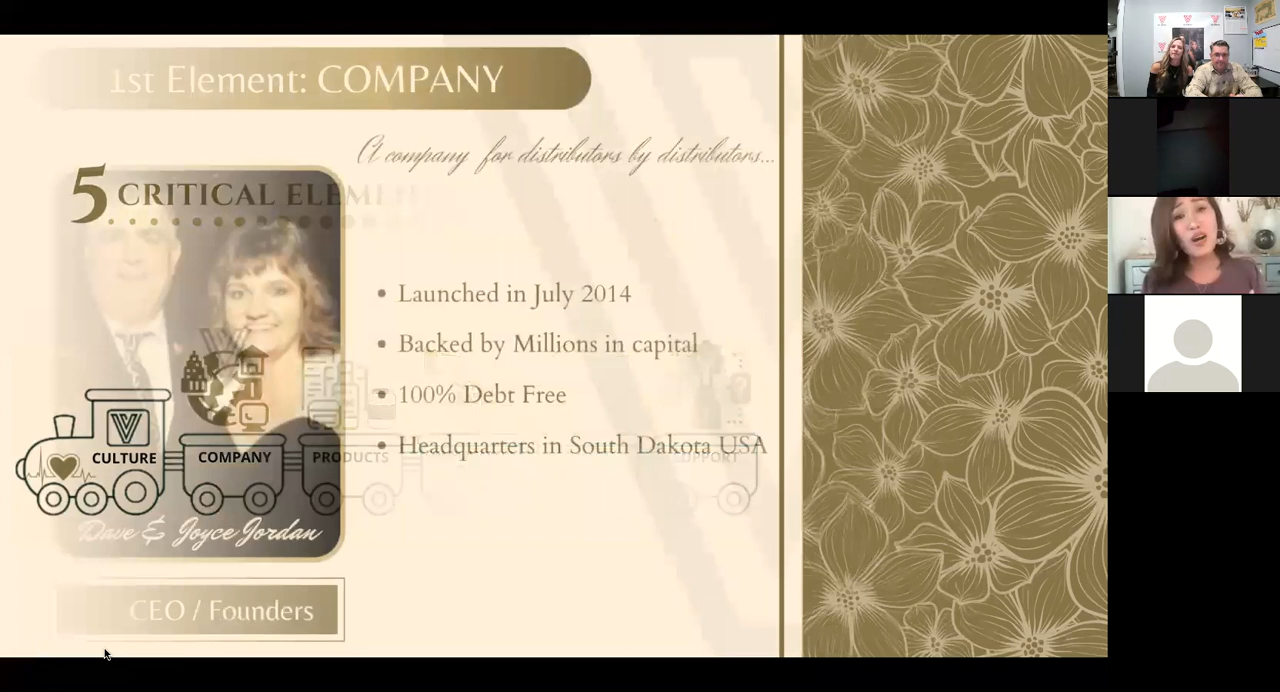 1st Element: COMPANY
A company for distributors by distributors...
5 CRITICAL ELEME
• Launched in July 2014
• Backed by Millions in capital
• 100% Debt Free
• Headquarters in South Dakota USA
CULTURE COMPANY PRODUCTS SUPPORT
Dave & Joyce Jordan
CEO / Founders